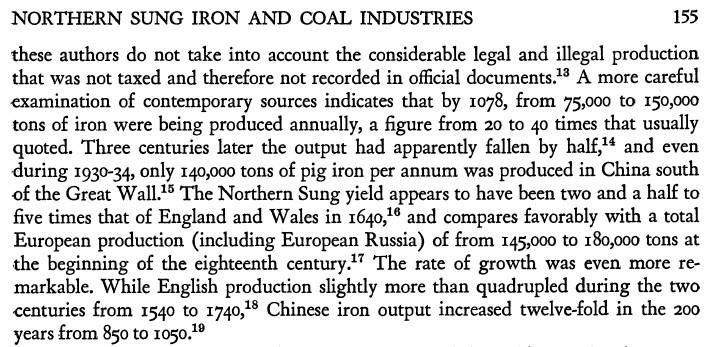 NORTHERN SUNG IRON AND COAL INDUSTRIES 155
these authors do not take into account the considerable legal and illegal production
that was not taxed and therefore not recorded in official documents.¹³ A more careful
examination of contemporary sources indicates that by 1078, from 75,000 to 150,000
tons of iron were being produced annually, a figure from 20 to 40 times that usually
quoted. Three centuries later the output had apparently fallen by half,¹⁴ and even
during 1930-34, only 140,000 tons of pig iron per annum was produced in China south
of the Great Wall.¹⁵ The Northern Sung yield appears to have been two and a half to
five times that of England and Wales in 1640,¹⁶ and compares favorably with a total
European production (including European Russia) of from 145,000 to 180,000 tons at
the beginning of the eighteenth century.¹⁷ The rate of growth was even more re-
markable. While English production slightly more than quadrupled during the two
centuries from 1540 to 1740,¹⁸ Chinese iron output increased twelve-fold in the 200
years from 850 to 1050.¹⁹